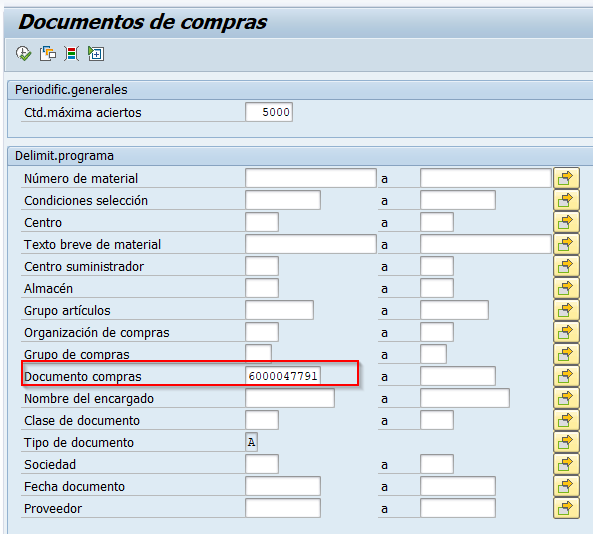 Documentos de compras
Periodific.generales
Ctd.máxima aciertos 5000
Delimit.programa
Número de material a
Condiciones selección a
Centro a
Texto breve de material a
Centro suministrador a
Almacén a
Grupo artículos a
Organización de compras a
Grupo de compras a
Documento compras 6000047791 a
Nombre del encargado a
Clase de documento a
Tipo de documento A
Sociedad a
Fecha documento a
Proveedor a